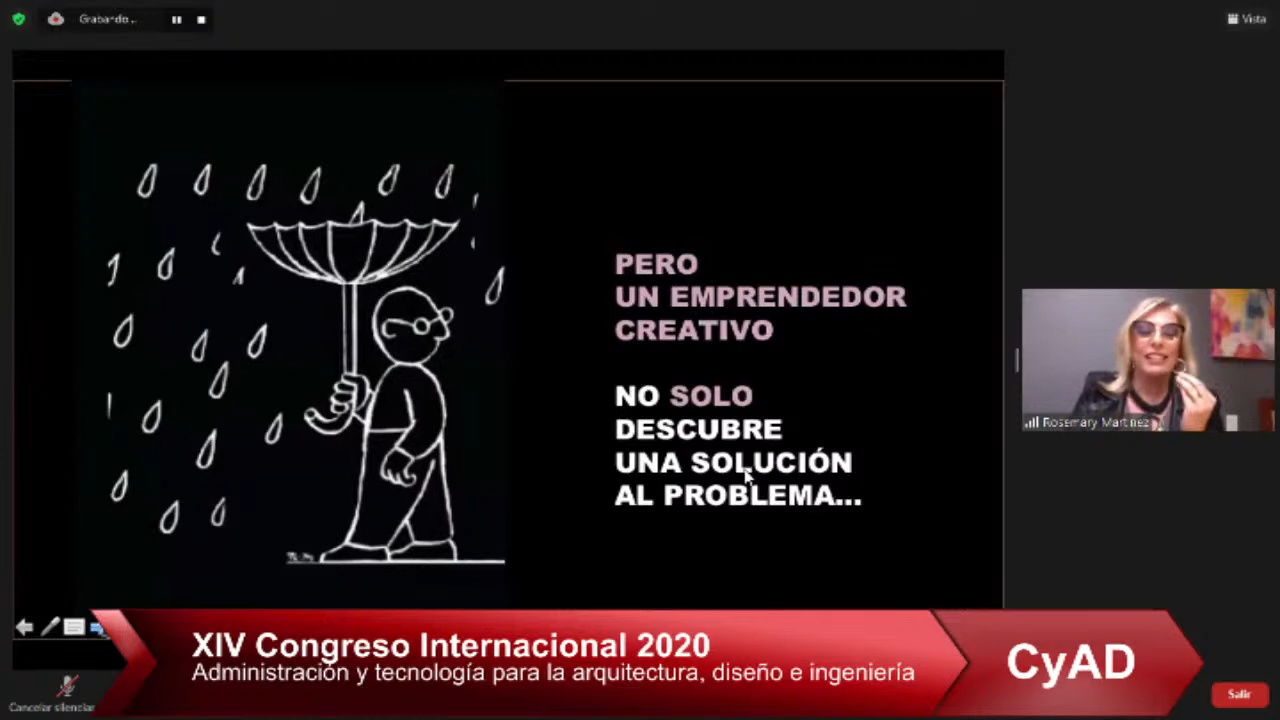 Grabando...
Vista
PERO
UN EMPRENDEDOR
CREATIVO
NO SOLO
DESCUBRE
UNA SOLUCIÓN
AL PROBLEMA...
Rosemary Martínez
XIV Congreso Internacional 2020
Administración y tecnología para la arquitectura, diseño e ingeniería
CyAD
Cancelar silenciar
Salir